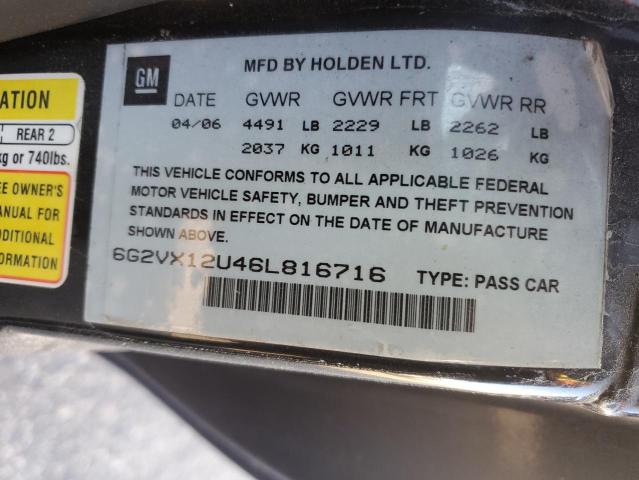 GM
MFD BY HOLDEN LTD.
DATE GVWR GVWR FRT GVWR RR
04/06 4491 LB 2229 LB 2262 LB
2037 KG 1011 KG 1026 KG
THIS VEHICLE CONFORMS TO ALL APPLICABLE FEDERAL
MOTOR VEHICLE SAFETY, BUMPER AND THEFT PREVENTION
STANDARDS IN EFFECT ON THE DATE OF MANUFACTURE
SHOWN ABOVE.
6G2VX12U46L816716 TYPE: PASS CAR
ATION
REAR 2
kg or 740lbs.
EE OWNER'S
ANUAL FOR
DDITIONAL
FORMATION